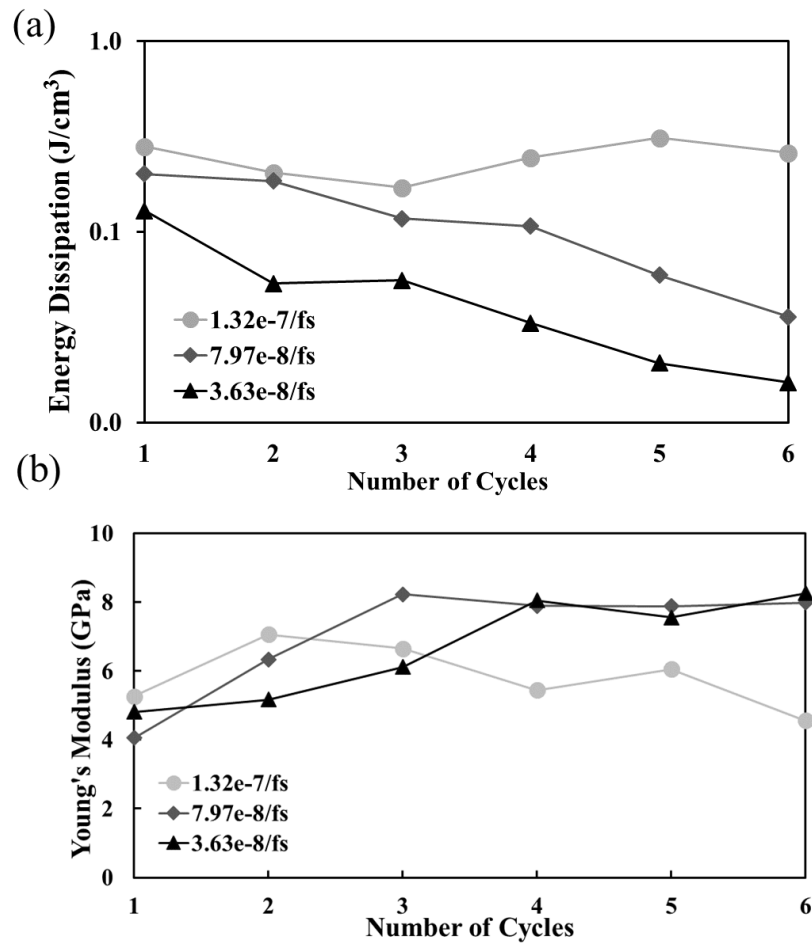 (a)
1.0
0.1
0.0
Energy Dissipation (J/cm³)
1.32e-7/fs
7.97e-8/fs
3.63e-8/fs
1 2 3 4 5 6
Number of Cycles
(b)
10
8
6
4
2
0
Young's Modulus (GPa)
1.32e-7/fs
7.97e-8/fs
3.63e-8/fs
1 2 3 4 5 6
Number of Cycles